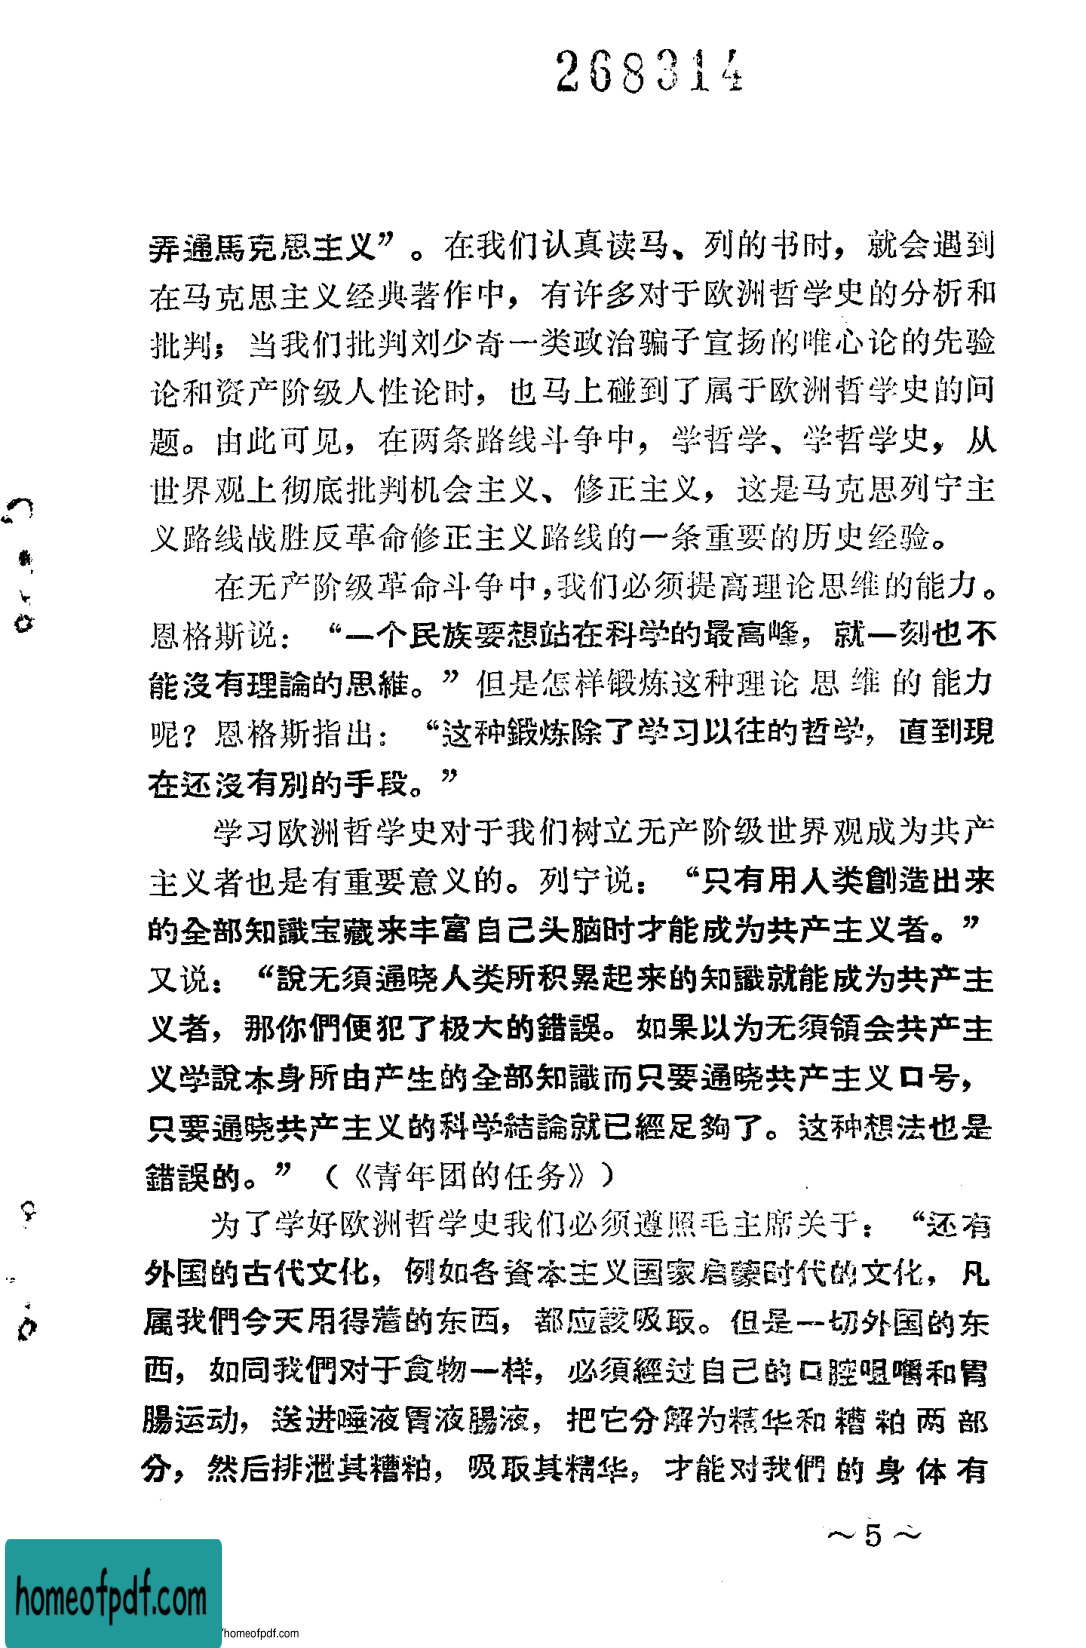 268314
弄通馬克思主义”。在我们认真读马、列的书时，就会遇到
在马克思主义经典著作中，有许多对于欧洲哲学史的分析和
批判；当我们批判刘少奇一类政治骗子宣扬的唯心论的先验
论和资产阶级人性论时，也马上碰到了属于欧洲哲学史的问
题。由此可见，在两条路线斗争中，学哲学、学哲学史，从
世界观上彻底批判机会主义、修正主义，这是马克思列宁主
义路线战胜反革命修正主义路线的一条重要的历史经验。
在无产阶级革命斗争中，我们必须提高理论思维的能力。
恩格斯说：“一个民族要想站在科学的最高峰，就一刻也不
能沒有理論的思維。”但是怎样锻炼这种理论思维的能力
呢？恩格斯指出：“这种鍛炼除了学习以往的哲学，直到現
在还沒有別的手段。”
学习欧洲哲学史对于我们树立无产阶级世界观成为共产
主义者也是有重要意义的。列宁说：“只有用人类創造出来
的全部知識宝藏来丰富自己头脑时才能成为共产主义者。”
又说：“說无須通晓人类所积累起来的知識就能成为共产主
义者，那你們便犯了极大的錯誤。如果以为无須領会共产主
义学說本身所由产生的全部知識而只要通晓共产主义口号，
只要通晓共产主义的科学結論就已經足夠了。这种想法也是
錯誤的。”（《青年团的任务》）
为了学好欧洲哲学史我们必须遵照毛主席关于：“还有
外国的古代文化，例如各資本主义国家启蒙时代的文化，凡
属我們今天用得着的东西，都应該吸取。但是一切外国的东
西，如同我們对于食物一样，必須經过自己的口腔咀嚼和胃
腸运动，送进唾液胃液腸液，把它分解为精华和糟粕两部
分，然后排泄其糟粕，吸取其精华，才能对我們的身体有
～5～
homeofpdf.com
/homeofpdf.com